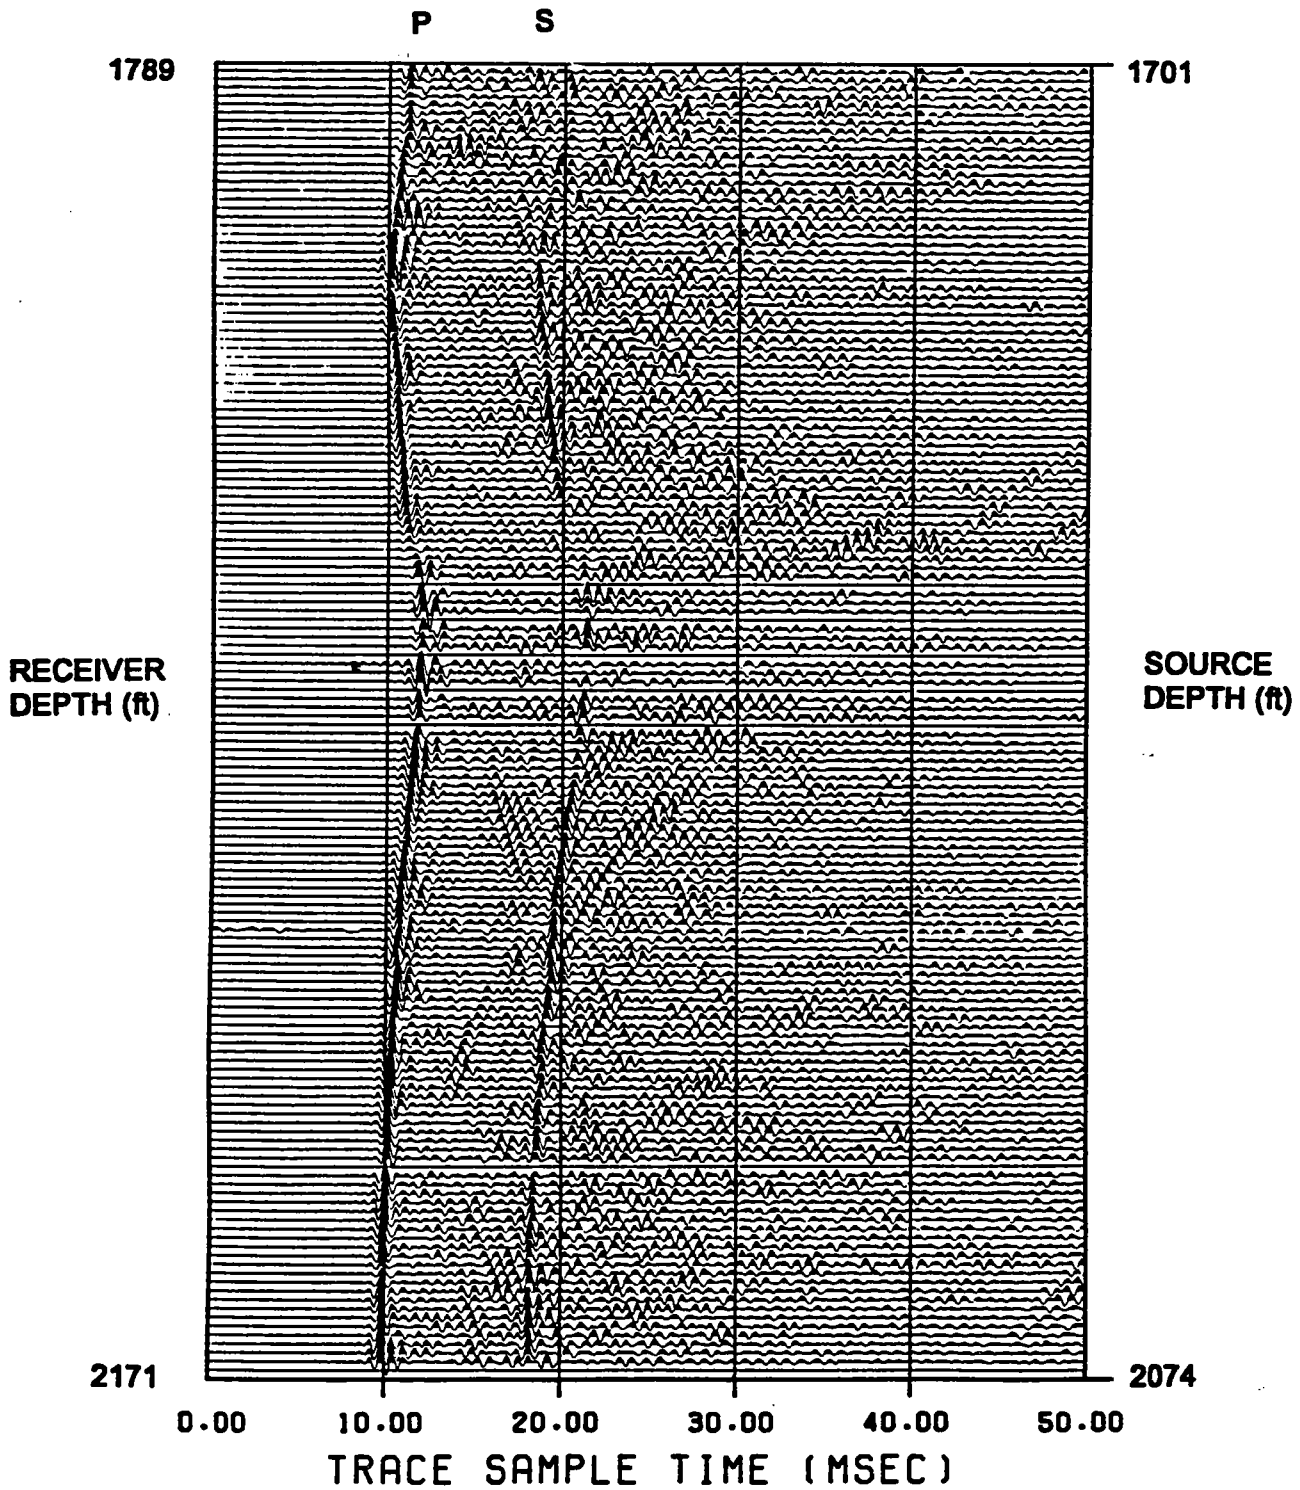 P S
1789 1701
RECEIVER
DEPTH (ft)
SOURCE
DEPTH (ft)
2171 2074
0.00 10.00 20.00 30.00 40.00 50.00
TRACE SAMPLE TIME (MSEC)